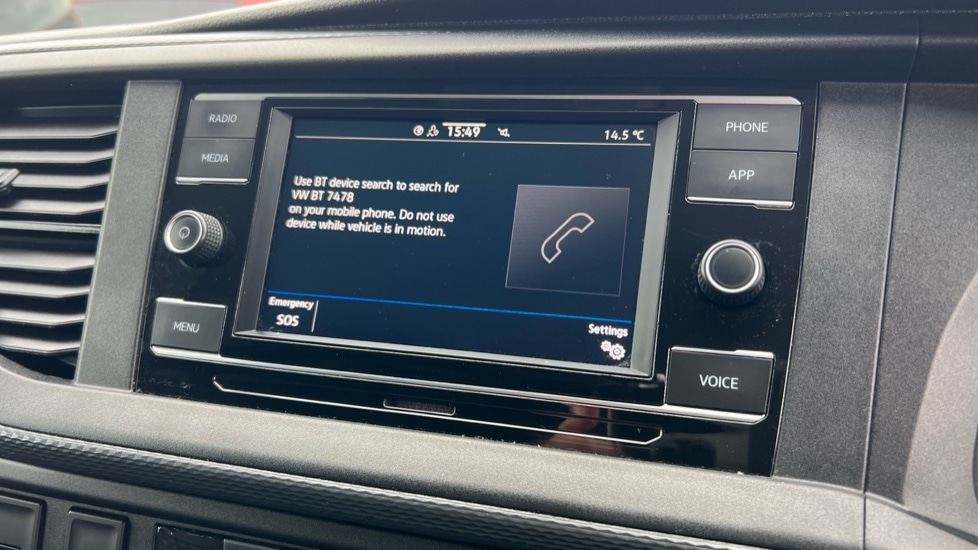 RADIO
MEDIA
MENU
15:49
14.5 °C
Use BT device search to search for
VW BT 7478
on your mobile phone. Do not use
device while vehicle is in motion.
Emergency
SOS
Settings
PHONE
APP
VOICE